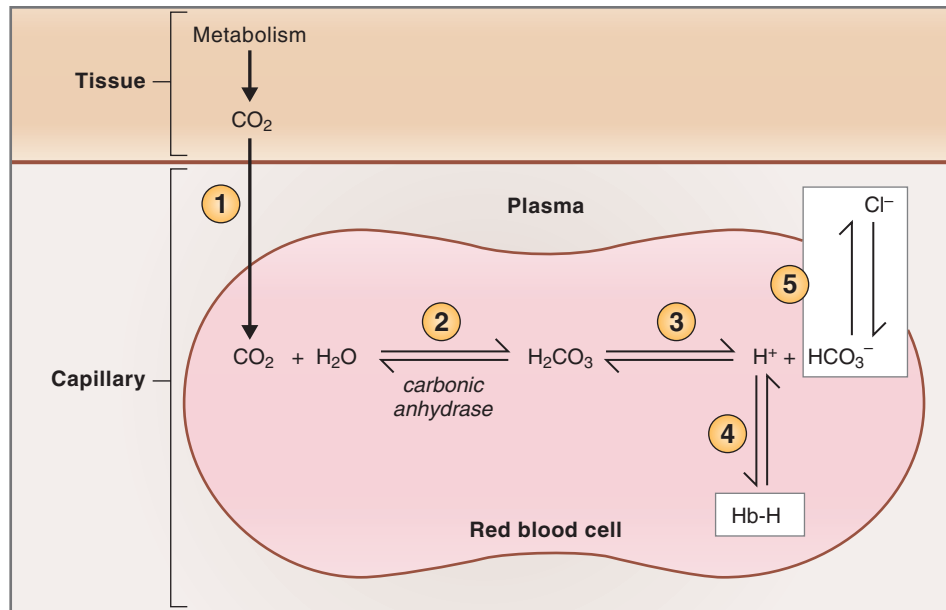 Metabolism
Tissue
CO₂
1
Plasma
Cl⁻
5
2
3
CO₂ + H₂O
H₂CO₃
H⁺ + HCO₃⁻
carbonic
anhydrase
Capillary
4
Hb-H
Red blood cell